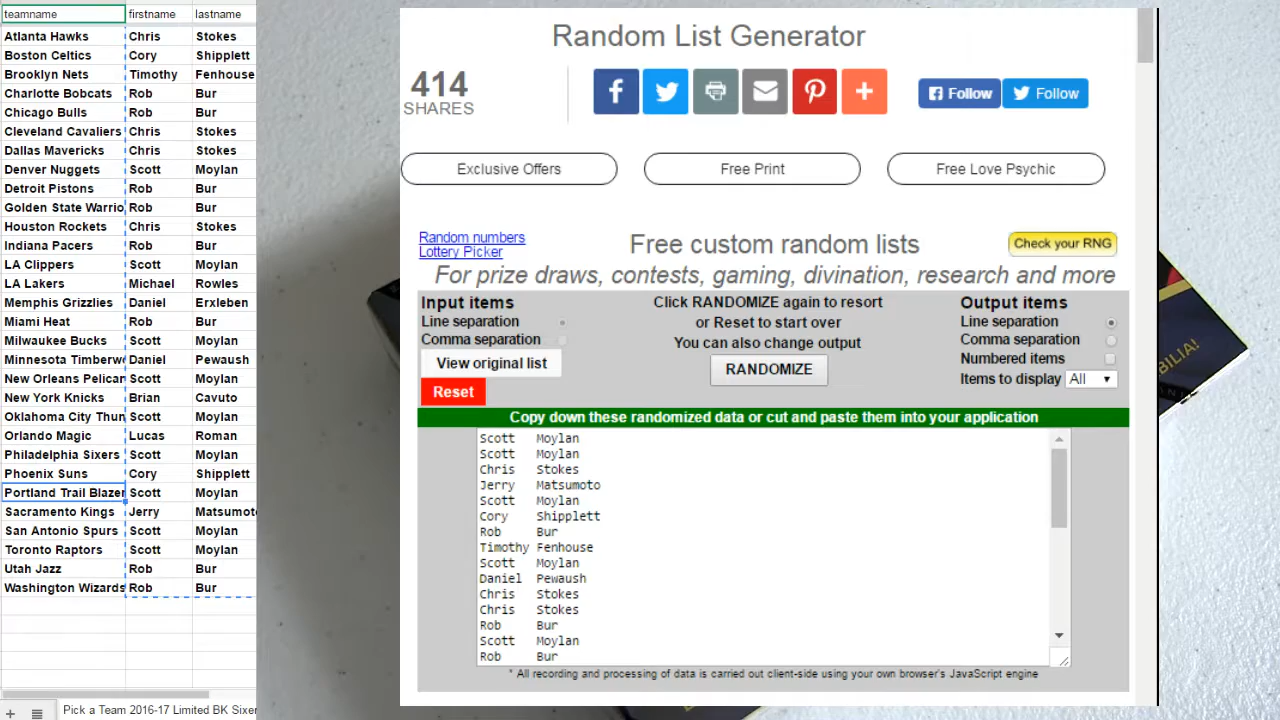 teamname firstname lastname
Atlanta Hawks Chris Stokes
Boston Celtics Cory Shipplett
Brooklyn Nets Timothy Fenhouse
Charlotte Bobcats Rob Bur
Chicago Bulls Rob Bur
Cleveland Cavaliers Chris Stokes
Dallas Mavericks Chris Stokes
Denver Nuggets Scott Moylan
Detroit Pistons Rob Bur
Golden State Warrio Rob Bur
Houston Rockets Chris Stokes
Indiana Pacers Rob Bur
LA Clippers Scott Moylan
LA Lakers Michael Rowles
Memphis Grizzlies Daniel Erxleben
Miami Heat Rob Bur
Milwaukee Bucks Scott Moylan
Minnesota Timberw Daniel Pewaush
New Orleans Pelican Scott Moylan
New York Knicks Brian Cavuto
Oklahoma City Thun Scott Moylan
Orlando Magic Lucas Roman
Philadelphia Sixers Scott Moylan
Phoenix Suns Cory Shipplett
Portland Trail Blazer Scott Moylan
Sacramento Kings Jerry Matsumoto
San Antonio Spurs Scott Moylan
Toronto Raptors Scott Moylan
Utah Jazz Rob Bur
Washington Wizards Rob Bur
Pick a Team 2016-17 Limited BK Sixer
Random List Generator
414
SHARES
Follow Follow
Exclusive Offers Free Print Free Love Psychic
Random numbers
Lottery Picker
Free custom random lists
Check your RNG
For prize draws, contests, gaming, divination, research and more
Input items
Line separation
Comma separation
View original list
Reset
Click RANDOMIZE again to resort
or Reset to start over
You can also change output
RANDOMIZE
Output items
Line separation
Comma separation
Numbered items
Items to display All
Copy down these randomized data or cut and paste them into your application
Scott Moylan
Scott Moylan
Chris Stokes
Jerry Matsumoto
Scott Moylan
Cory Shipplett
Rob Bur
Timothy Fenhouse
Scott Moylan
Daniel Pewaush
Chris Stokes
Chris Stokes
Rob Bur
Scott Moylan
Rob Bur
* All recording and processing of data is carried out client-side using your own browser's JavaScript engine
BILIA!